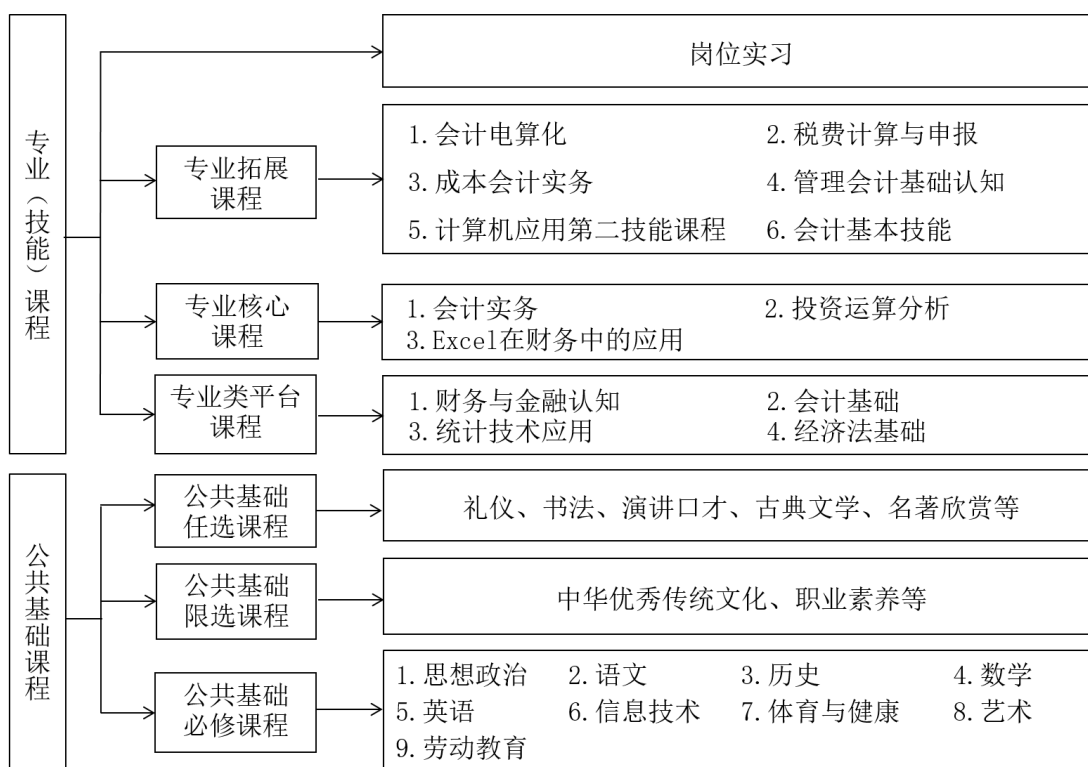 专业（技能）课程
岗位实习
专业拓展
课程
1.会计电算化 2.税费计算与申报
3.成本会计实务 4.管理会计基础认知
5.计算机应用第二技能课程 6.会计基本技能
专业核心
课程
1.会计实务 2.投资运算分析
3.Excel在财务中的应用
专业类平台
课程
1.财务与金融认知 2.会计基础
3.统计技术应用 4.经济法基础
公共基础课程
公共基础
任选课程
礼仪、书法、演讲口才、古典文学、名著欣赏等
公共基础
限选课程
中华优秀传统文化、职业素养等
公共基础
必修课程
1.思想政治 2.语文 3.历史 4.数学
5.英语 6.信息技术 7.体育与健康 8.艺术
9.劳动教育